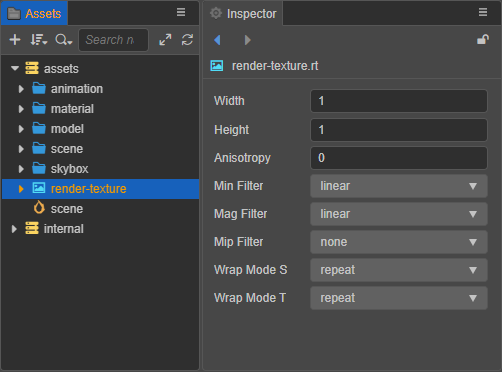 Assets
Search n
assets
animation
material
model
scene
skybox
render-texture
scene
internal
Inspector
render-texture.rt
Width 1
Height 1
Anisotropy 0
Min Filter linear
Mag Filter linear
Mip Filter none
Wrap Mode S repeat
Wrap Mode T repeat